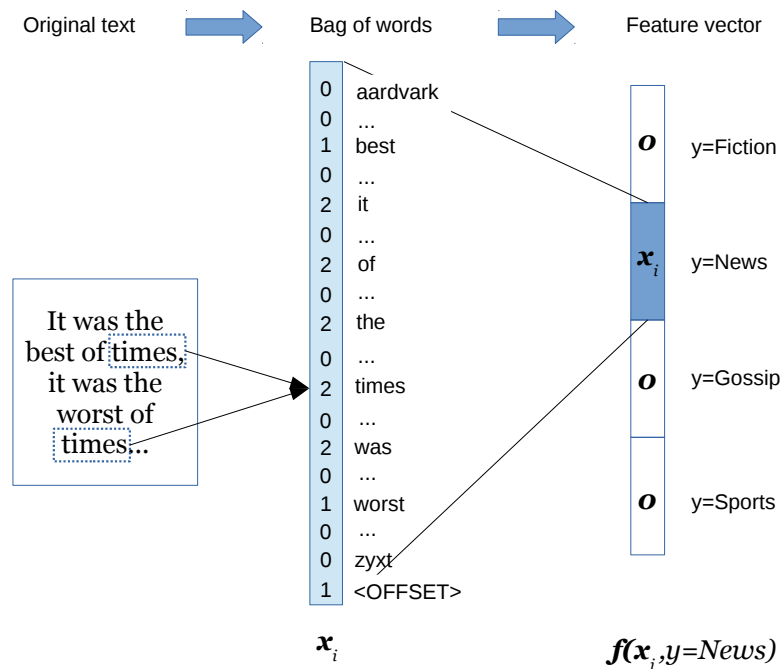 Original text
Bag of words
Feature vector
It was the
best of times,
it was the
worst of
times...
0 aardvark
0 ...
1 best
0 ...
2 it
0 ...
2 of
0 ...
2 the
0 ...
2 times
0 ...
2 was
0 ...
1 worst
0 ...
0 zyxt
1 <OFFSET>
x_i
o y=Fiction
x_i y=News
o y=Gossip
o y=Sports
f(x_i,y=News)